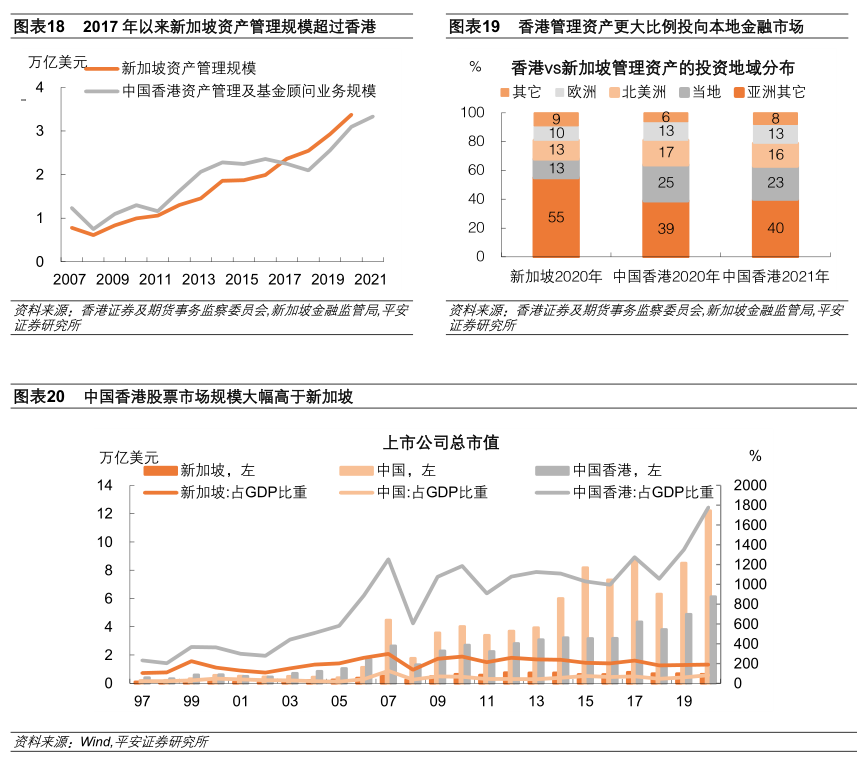 图表18 2017 年以来新加坡资产管理规模超过香港
万亿美元
新加坡资产管理规模
中国香港资产管理及基金顾问业务规模
4
3
2
1
0
2007 2009 2011 2013 2015 2017 2019 2021
资料来源：香港证券及期货事务监察委员会,新加坡金融监管局,平安
证券研究所
图表19 香港管理资产更大比例投向本地金融市场
%
香港vs新加坡管理资产的投资地域分布
其它 欧洲 北美洲 当地 亚洲其它
100
80
60
40
20
0
9 6 8
10 13 13
13 17 16
13 25 23
55 39 40
新加坡2020年 中国香港2020年 中国香港2021年
资料来源：香港证券及期货事务监察委员会,新加坡金融监管局,平安
证券研究所
图表20 中国香港股票市场规模大幅高于新加坡
上市公司总市值
万亿美元 %
新加坡，左 中国，左 中国香港，左
新加坡:占GDP比重 中国:占GDP比重 中国香港:占GDP比重
14
12
10
8
6
4
2
0
2000
1800
1600
1400
1200
1000
800
600
400
200
0
97 99 01 03 05 07 09 11 13 15 17 19
资料来源：Wind,平安证券研究所